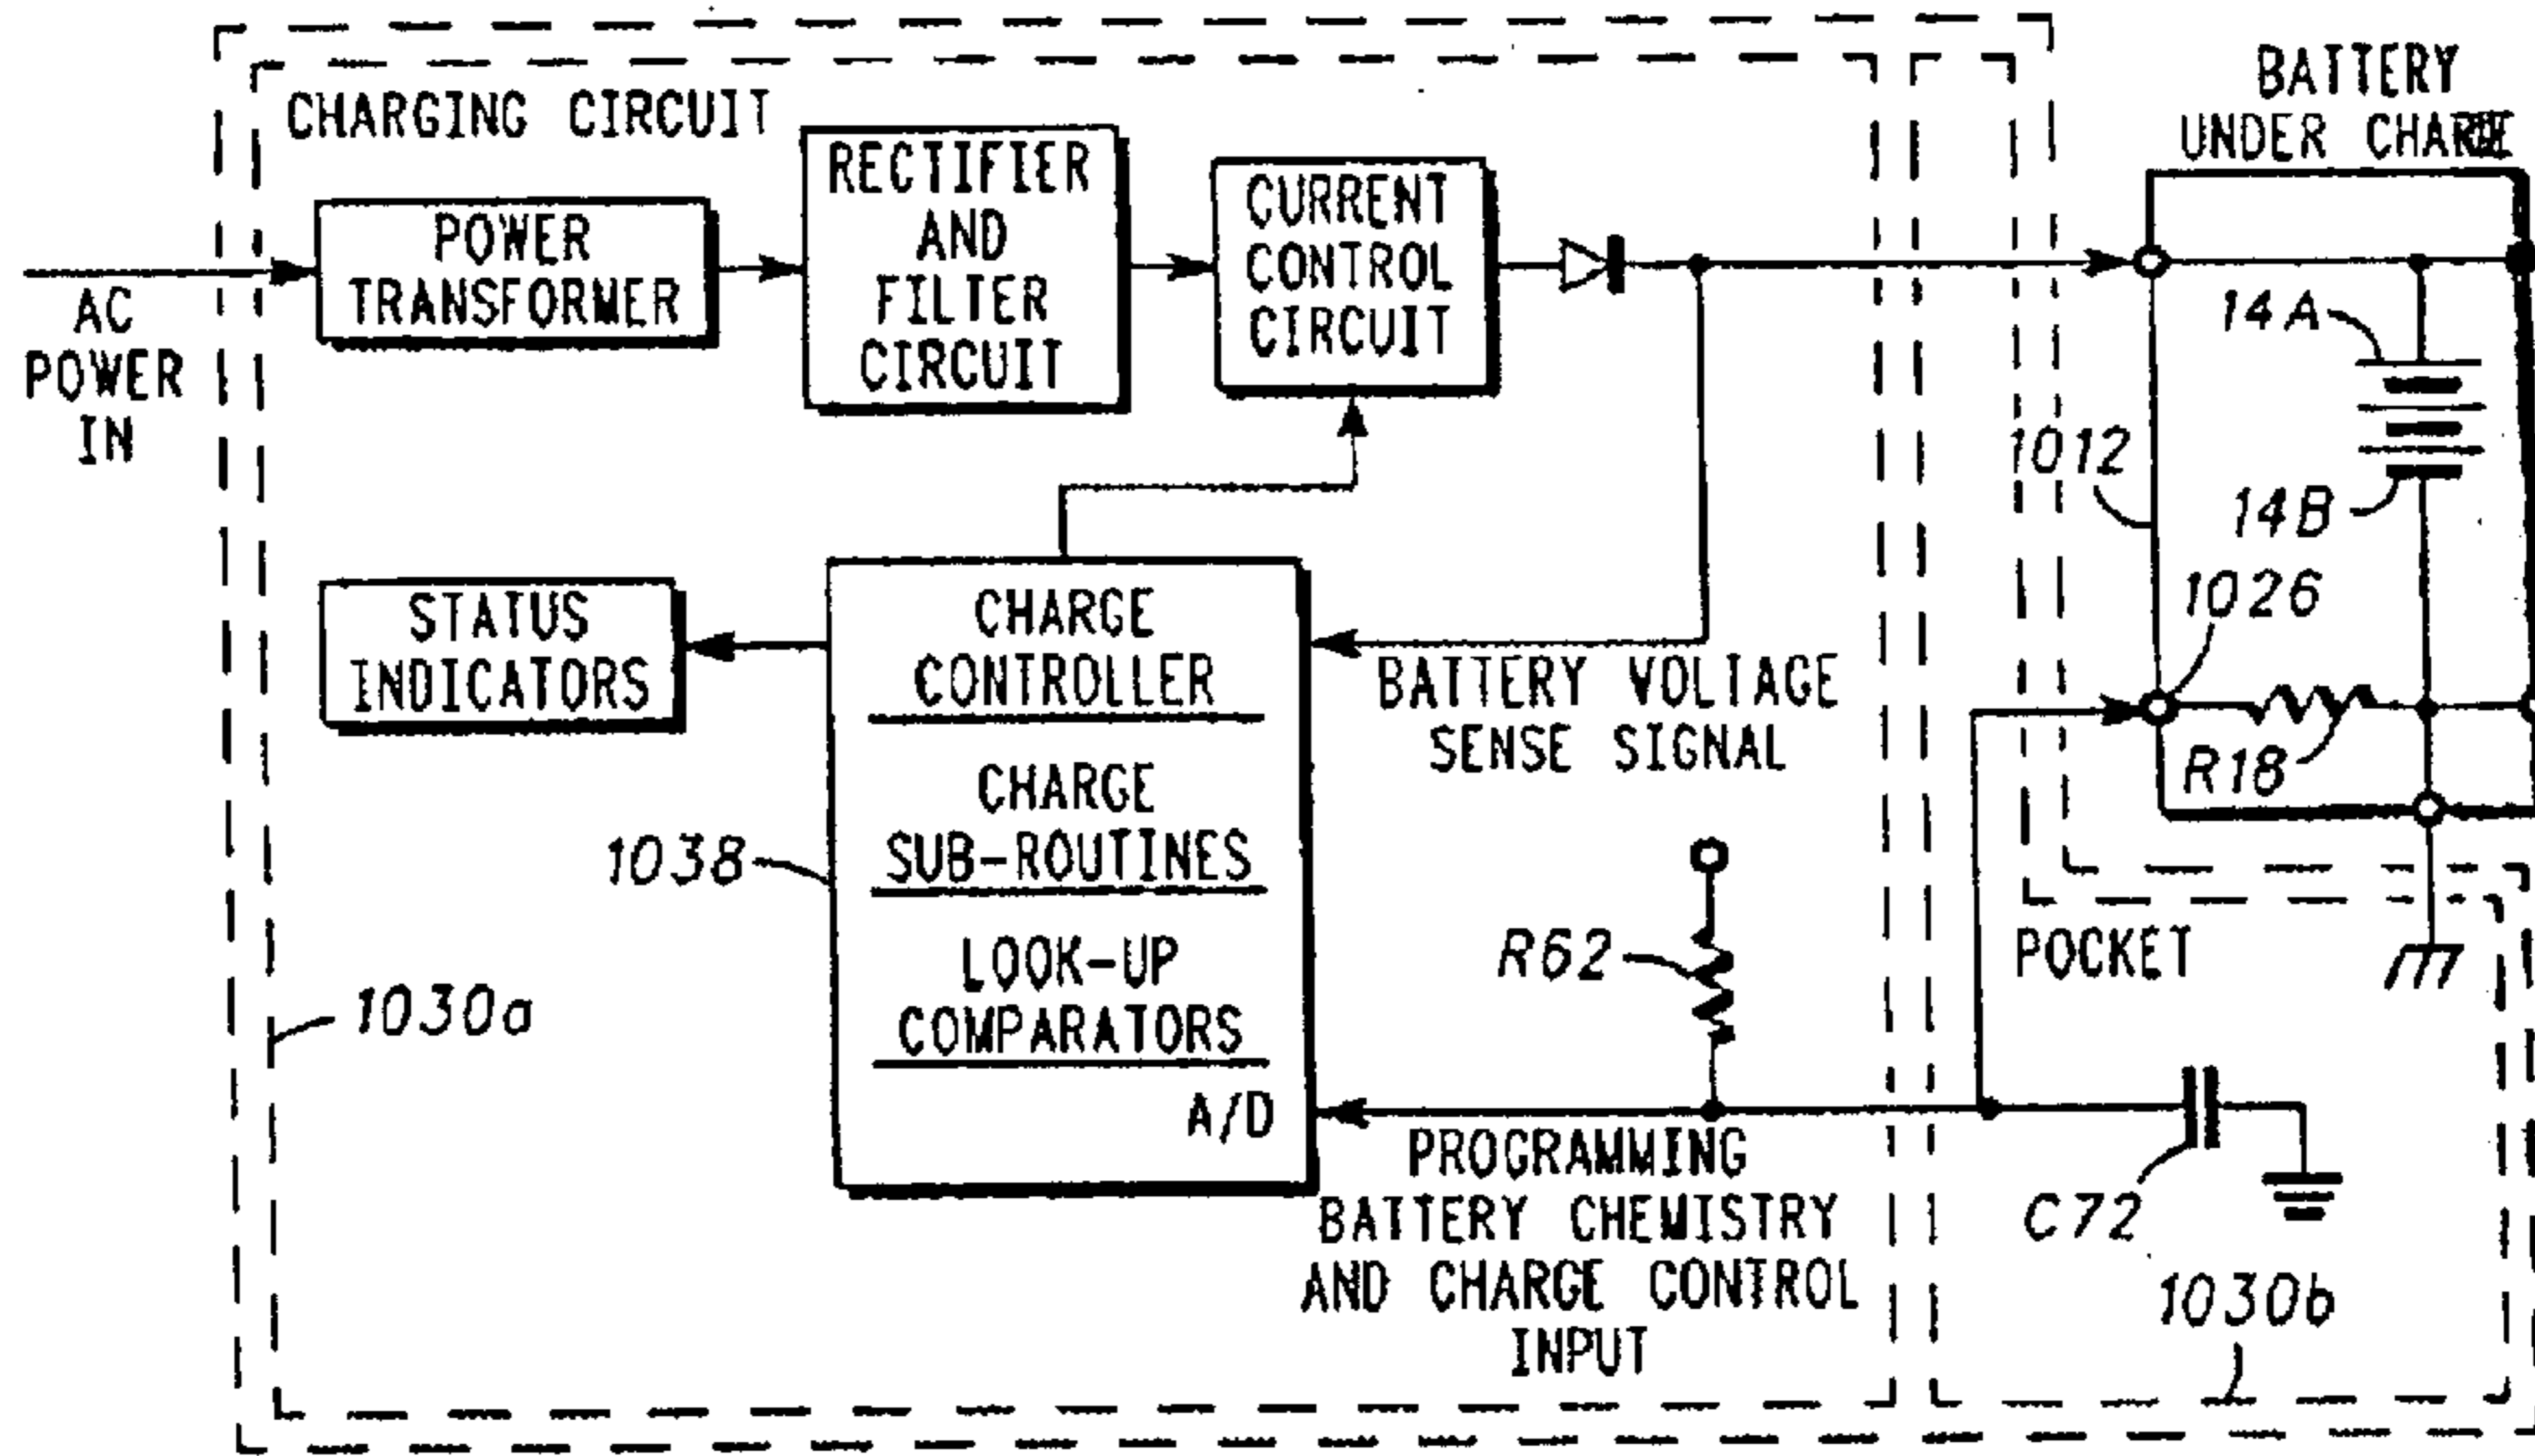 CHARGING CIRCUIT
BATTERY
UNDER
AC
POWER
IN
POWER
TRANSFORMER
RECTIFIER
AND
FILTER
CIRCUIT
CURRENT
CONTROL
CIRCUIT
14A
1012
14B
1026
R18
STATUS
INDICATORS
CHARGE
CONTROLLER
CHARGE
SUB-ROUTINES
LOOK-UP
COMPARATORS
A/D
1038
BATTERY VOLTAGE
SENSE SIGNAL
R62
POCKET
1030a
PROGRAMMING
BATTERY CHEMISTRY
AND CHARGE CONTROL
INPUT
C72
1030b